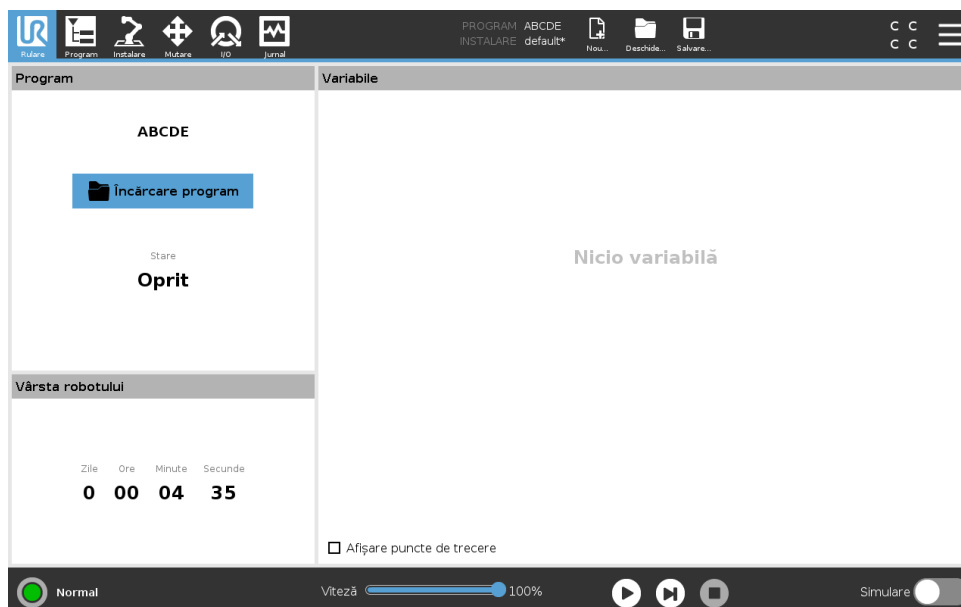 UR
Rulare
Program
Instalare
Mutare
I/O
Jurnal
PROGRAM ABCDE
INSTALARE default*
Nou...
Deschide...
Salvare...
C C
C C
Program
ABCDE
Încărcare program
Stare
Oprit
Variabile
Nicio variabilă
Afișare puncte de trecere
Vârsta robotului
Zile Ore Minute Secunde
0 00 04 35
Normal
Viteză 100%
Simulare